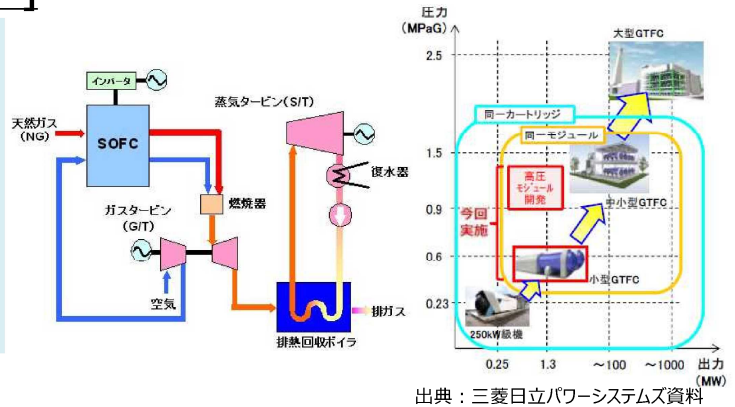 インバータ
天然ガス
(NG)
SOFC
蒸気タービン(S/T)
復水器
燃焼器
ガスタービン
(G/T)
空気
排ガス
排熱回収ボイラ
圧力
(MPaG)
大型GTFC
2.5
同一カートリッジ
同一モジュール
1.5
高圧
モジュール
開発
0.9
今回
実施
中小型GTFC
0.6
小型GTFC
0.23
250kW級機
0.25
1.3
～100
～1000
出力
(MW)
出典：三菱日立パワーシステムズ資料